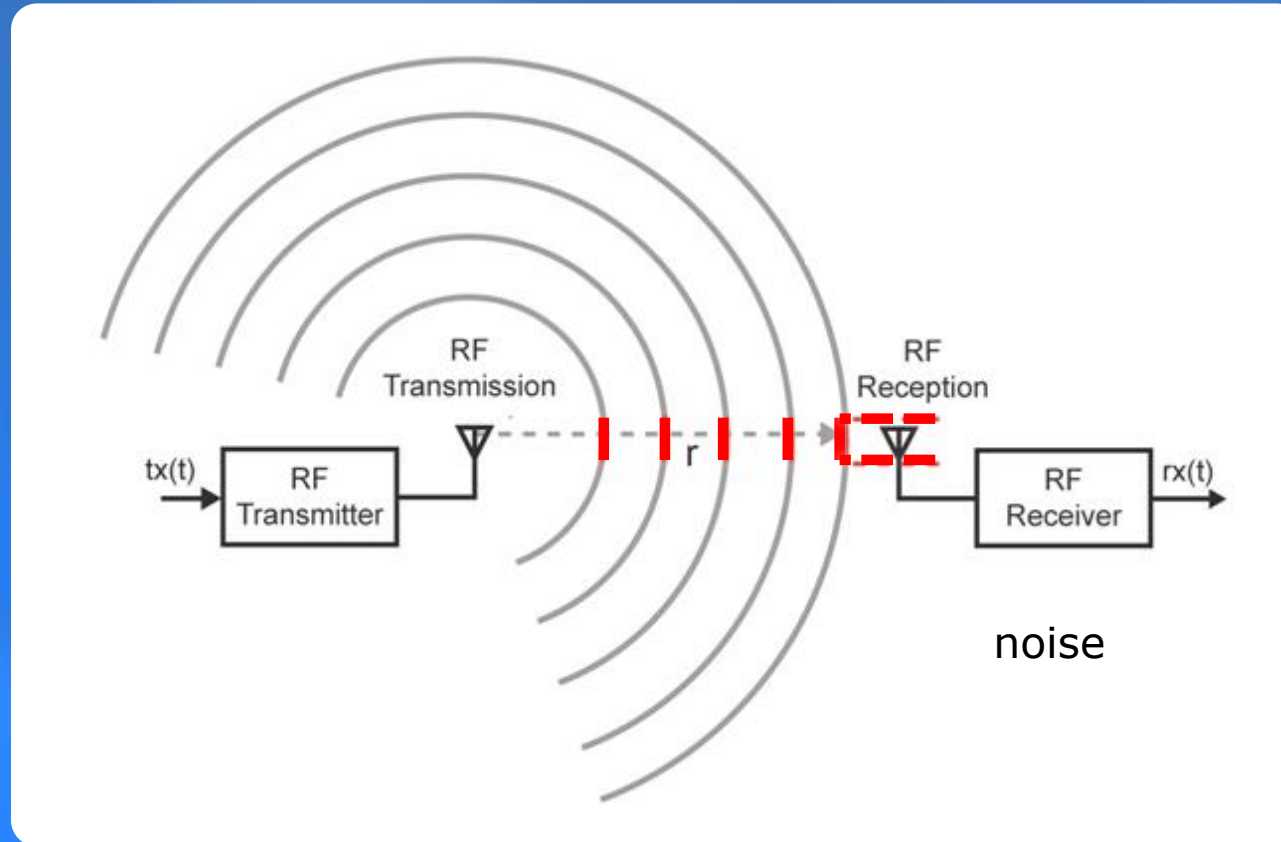 RF
Transmission
RF
Reception
tx(t)
RF
Transmitter
r
RF
Receiver
rx(t)
noise